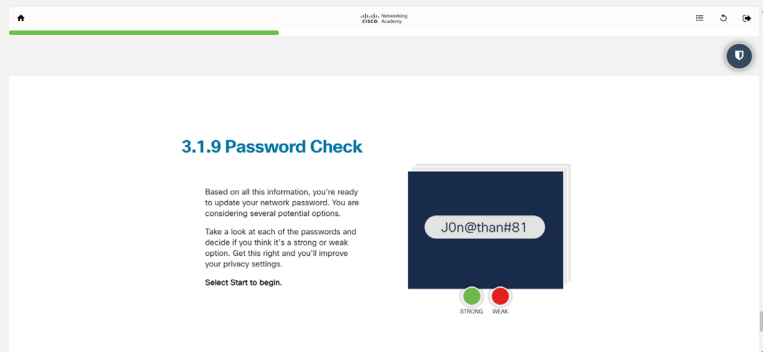 Networking
CISCO Academy
3.1.9 Password Check
Based on all this information, you're ready
to update your network password. You are
considering several potential options.
Take a look at each of the passwords and
decide if you think it's a strong or weak
option. Get this right and you'll improve
your privacy settings.
Select Start to begin.
J0n@than#81
STRONG WEAK